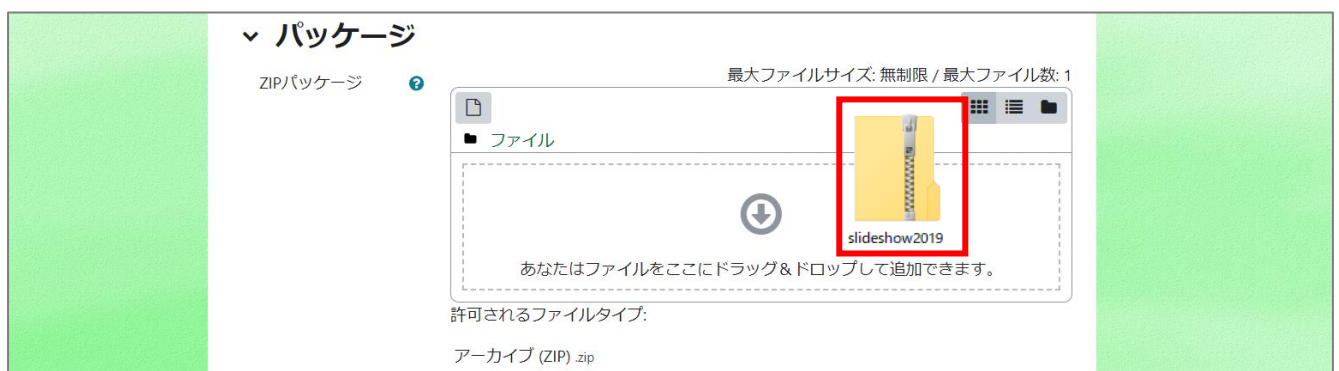 パッケージ
ZIPパッケージ
最大ファイルサイズ: 無制限 / 最大ファイル数: 1
ファイル
slideshow2019
あなたはファイルをここにドラッグ&ドロップして追加できます。
許可されるファイルタイプ:
アーカイブ (ZIP) .zip